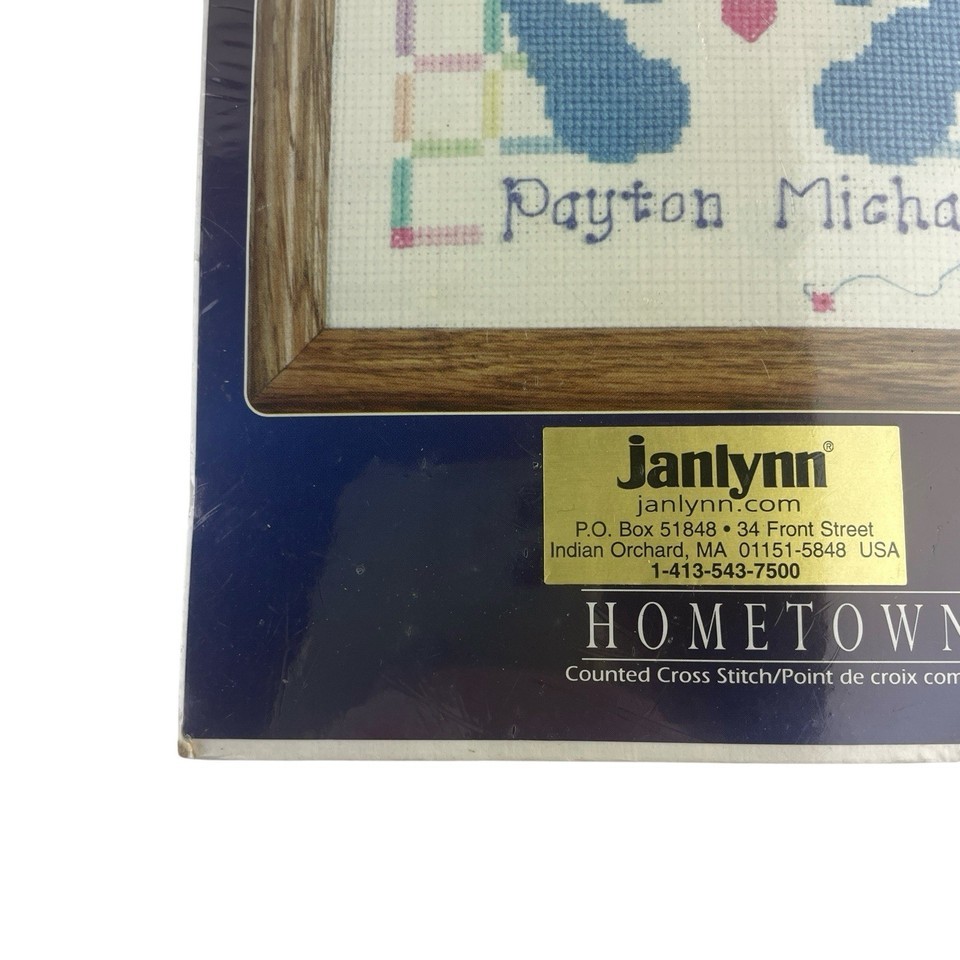 Payton Micha
janlynn®
janlynn.com
P.O. Box 51848 • 34 Front Street
Indian Orchard, MA 01151-5848 USA
1-413-543-7500
HOMETOWN
Counted Cross Stitch/Point de croix com